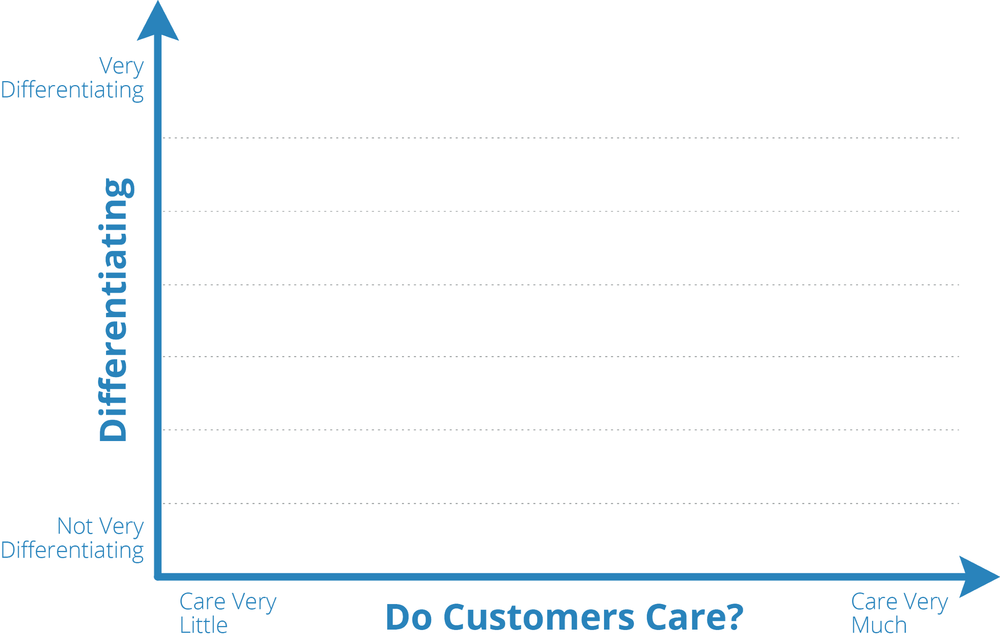 Very
Differentiating
Differentiating
Not Very
Differentiating
Care Very
Little
Do Customers Care?
Care Very
Much